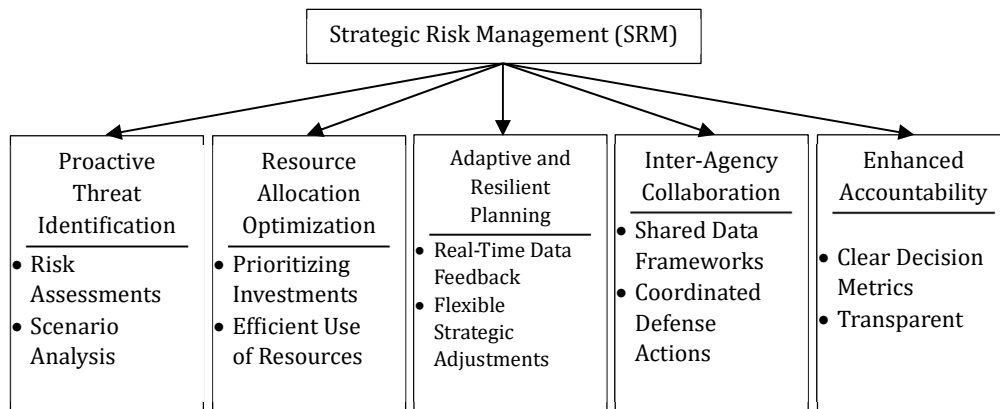 Strategic Risk Management (SRM)
Proactive
Threat
Identification
• Risk
Assessments
• Scenario
Analysis
Resource
Allocation
Optimization
• Prioritizing
Investments
• Efficient Use
of Resources
Adaptive and
Resilient
Planning
• Real-Time Data
Feedback
• Flexible
Strategic
Adjustments
Inter-Agency
Collaboration
• Shared Data
Frameworks
• Coordinated
Defense
Actions
Enhanced
Accountability
• Clear Decision
Metrics
• Transparent